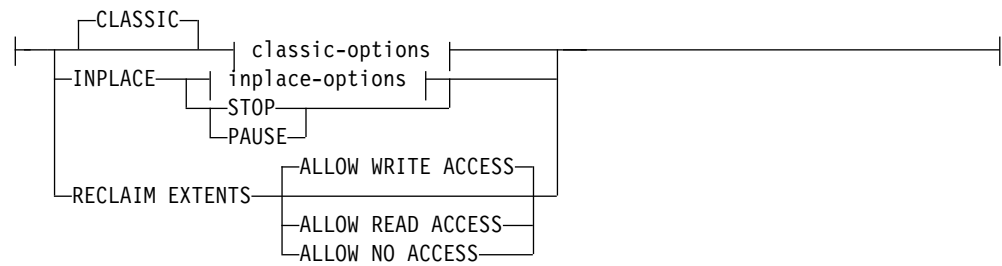 CLASSIC
classic-options
INPLACE inplace-options
STOP
PAUSE
ALLOW WRITE ACCESS
RECLAIM EXTENTS
ALLOW READ ACCESS
ALLOW NO ACCESS